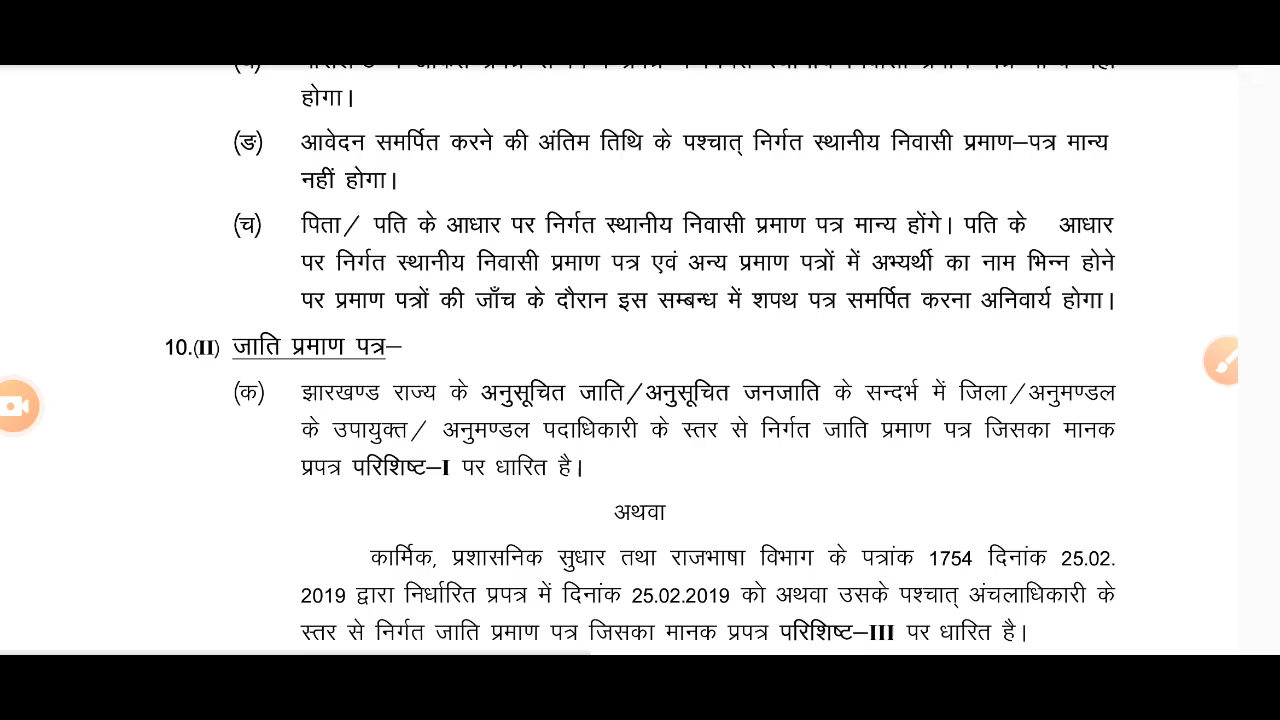 होगा।
(ङ) आवेदन समर्पित करने की अंतिम तिथि के पश्चात् निर्गत स्थानीय निवासी प्रमाण–पत्र मान्य
नहीं होगा।
(च) पिता/ पति के आधार पर निर्गत स्थानीय निवासी प्रमाण पत्र मान्य होंगे। पति के आधार
पर निर्गत स्थानीय निवासी प्रमाण पत्र एवं अन्य प्रमाण पत्रों में अभ्यर्थी का नाम भिन्न होने
पर प्रमाण पत्रों की जाँच के दौरान इस सम्बन्ध में शपथ पत्र समर्पित करना अनिवार्य होगा।
10.(II) जाति प्रमाण पत्र–
(क) झारखण्ड राज्य के अनुसूचित जाति/अनुसूचित जनजाति के सन्दर्भ में जिला/अनुमण्डल
के उपायुक्त/ अनुमण्डल पदाधिकारी के स्तर से निर्गत जाति प्रमाण पत्र जिसका मानक
प्रपत्र परिशिष्ट–I पर धारित है।
अथवा
कार्मिक, प्रशासनिक सुधार तथा राजभाषा विभाग के पत्रांक 1754 दिनांक 25.02.
2019 द्वारा निर्धारित प्रपत्र में दिनांक 25.02.2019 को अथवा उसके पश्चात् अंचलाधिकारी के
स्तर से निर्गत जाति प्रमाण पत्र जिसका मानक प्रपत्र परिशिष्ट–III पर धारित है।